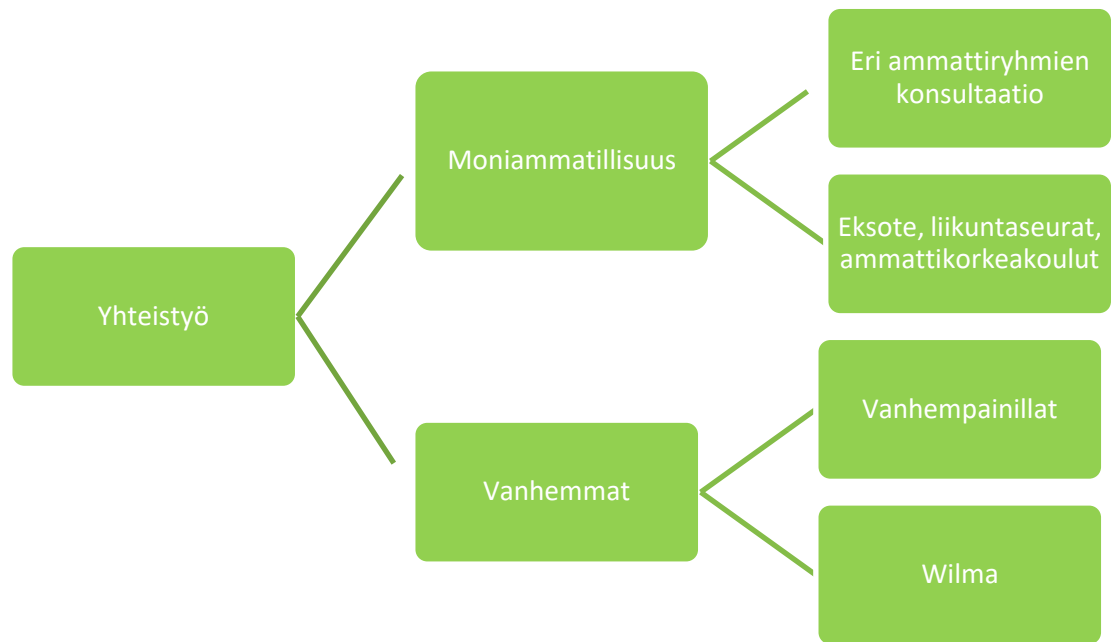 Yhteistyö
Moniammatillisuus
Eri ammattiryhmien
konsultaatio
Eksote, liikuntaseurat,
ammattikorkeakoulut
Vanhemmat
Vanhempainillat
Wilma